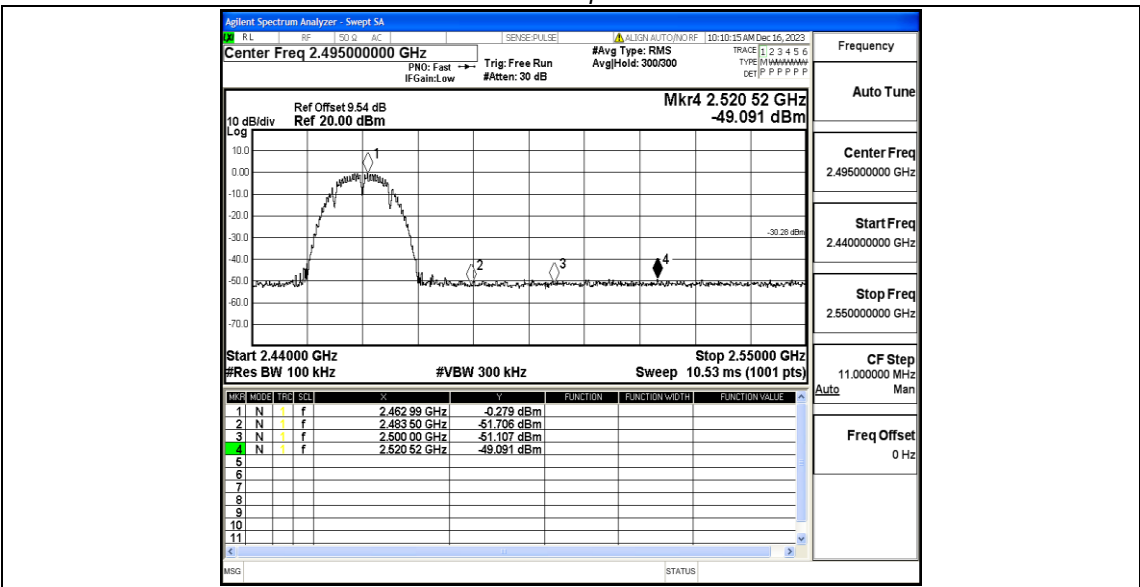 Agilent Spectrum Analyzer - Swept SA
RL RF 50 Ω AC SENSE:PULSE ALIGN AUTO/NO RF 10:10:15 AM Dec 16, 2023
Center Freq 2.495000000 GHz
PNO: Fast
IFGain:Low
Trig: Free Run
#Atten: 30 dB
#Avg Type: RMS
Avg|Hold: 300/300
TRACE 1 2 3 4 5 6
TYPE M
DET P P P P P P
Ref Offset 9.54 dB
10 dB/div Ref 20.00 dBm
Log
Mkr4 2.520 52 GHz
-49.091 dBm
10.0
0.00
-10.0
-20.0
-30.0
-40.0
-50.0
-60.0
-70.0
1
2
3
4
-30.28 dBm
Start 2.44000 GHz Stop 2.55000 GHz
#Res BW 100 kHz #VBW 300 kHz Sweep 10.53 ms (1001 pts)
MKR MODE TRC SCL X Y FUNCTION FUNCTION WIDTH FUNCTION VALUE
1 N 1 f 2.462 99 GHz -0.279 dBm
2 N 1 f 2.483 50 GHz -51.706 dBm
3 N 1 f 2.500 00 GHz -51.107 dBm
4 N 1 f 2.520 52 GHz -49.091 dBm
5
6
7
8
9
10
11
MSG STATUS
Frequency
Auto Tune
Center Freq
2.495000000 GHz
Start Freq
2.440000000 GHz
Stop Freq
2.550000000 GHz
CF Step
11.000000 MHz
Auto Man
Freq Offset
0 Hz